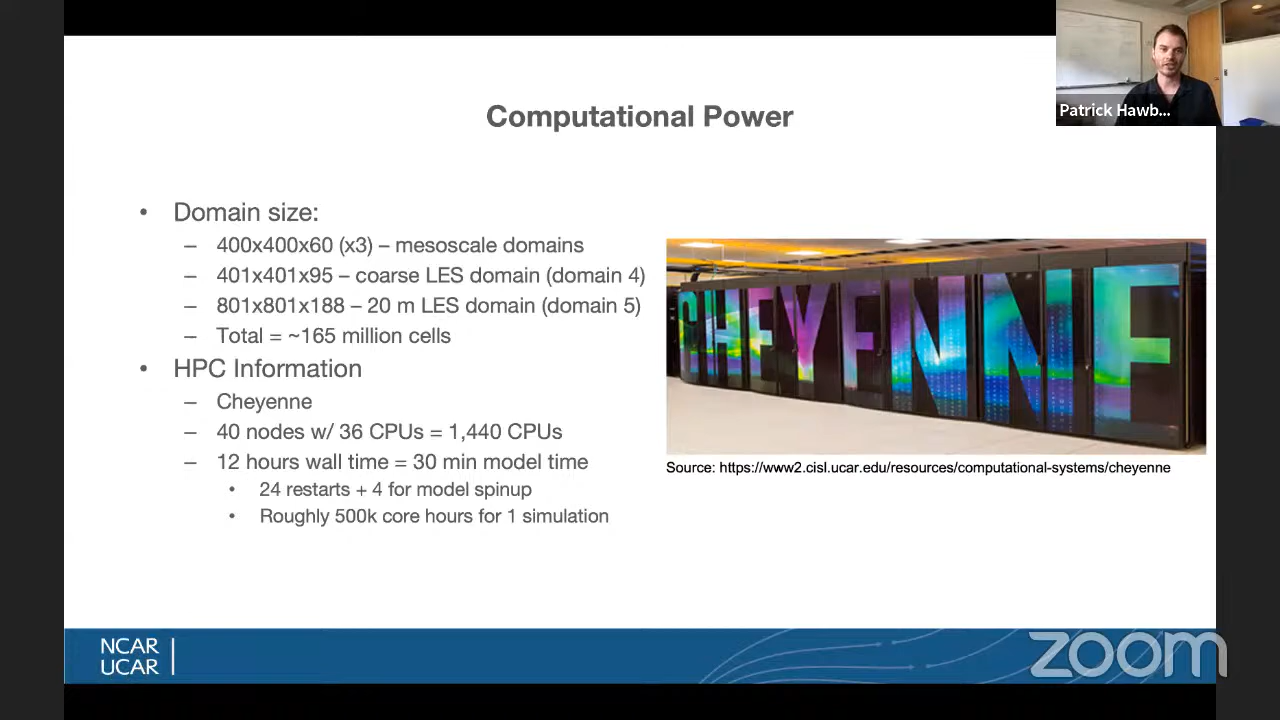 Patrick Hawb...
Computational Power
• Domain size:
– 400x400x60 (x3) – mesoscale domains
– 401x401x95 – coarse LES domain (domain 4)
– 801x801x188 – 20 m LES domain (domain 5)
– Total = ~165 million cells
• HPC Information
– Cheyenne
– 40 nodes w/ 36 CPUs = 1,440 CPUs
– 12 hours wall time = 30 min model time
• 24 restarts + 4 for model spinup
• Roughly 500k core hours for 1 simulation
CHEYENNE
Source: https://www2.cisl.ucar.edu/resources/computational-systems/cheyenne
NCAR
UCAR
zoom